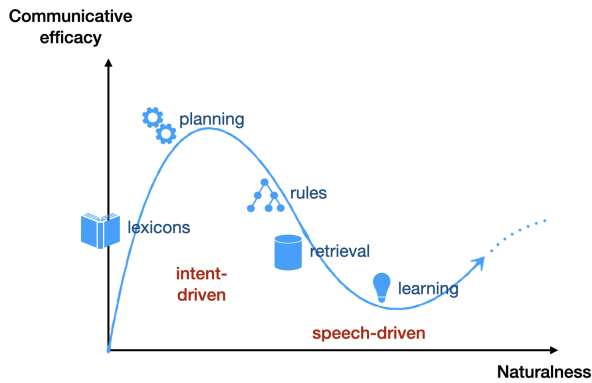 Communicative
efficacy
planning
rules
lexicons
retrieval
intent-
driven
learning
speech-driven
Naturalness